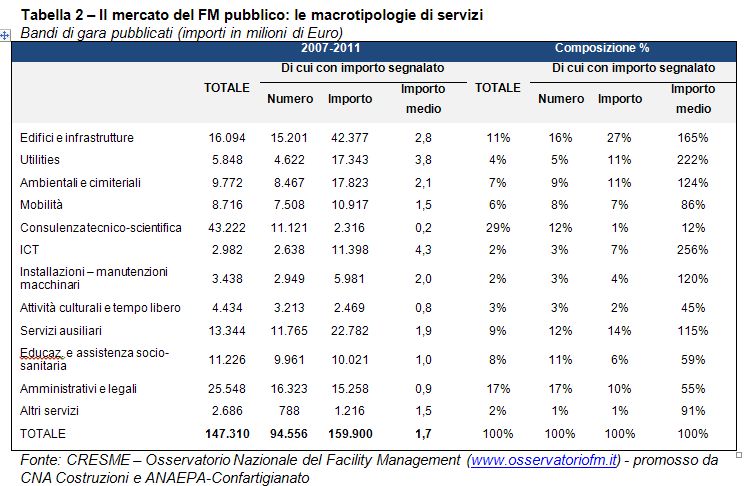 Tabella 2 – Il mercato del FM pubblico: le macrotipologie di servizi
Bandi di gara pubblicati (importi in milioni di Euro)
2007-2011 Composizione %
TOTALE Di cui con importo segnalato TOTALE Di cui con importo segnalato
Numero Importo Importo medio Numero Importo Importo medio
Edifici e infrastrutture 16.094 15.201 42.377 2,8 11% 16% 27% 165%
Utilities 5.848 4.622 17.343 3,8 4% 5% 11% 222%
Ambientali e cimiteriali 9.772 8.467 17.823 2,1 7% 9% 11% 124%
Mobilità 8.716 7.508 10.917 1,5 6% 8% 7% 86%
Consulenza tecnico-scientifica 43.222 11.121 2.316 0,2 29% 12% 1% 12%
ICT 2.982 2.638 11.398 4,3 2% 3% 7% 256%
Installazioni – manutenzioni
macchinari 3.438 2.949 5.981 2,0 2% 3% 4% 120%
Attività culturali e tempo libero 4.434 3.213 2.469 0,8 3% 3% 2% 45%
Servizi ausiliari 13.344 11.765 22.782 1,9 9% 12% 14% 115%
Educaz. e assistenza socio-
sanitaria 11.226 9.961 10.021 1,0 8% 11% 6% 59%
Amministrativi e legali 25.548 16.323 15.258 0,9 17% 17% 10% 55%
Altri servizi 2.686 788 1.216 1,5 2% 1% 1% 91%
TOTALE 147.310 94.556 159.900 1,7 100% 100% 100% 100%
Fonte: CRESME – Osservatorio Nazionale del Facility Management (www.osservatoriofm.it) - promosso da
CNA Costruzioni e ANAEPA-Confartigianato